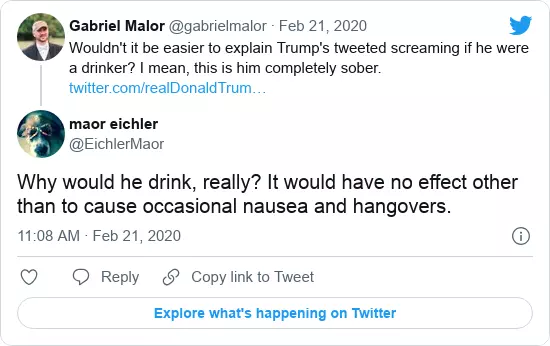 Gabriel Malor @gabrielmalor · Feb 21, 2020
Wouldn't it be easier to explain Trump's tweeted screaming if he were
a drinker? I mean, this is him completely sober.
twitter.com/realDonaldTrum…
maor eichler
@EichlerMaor
Why would he drink, really? It would have no effect other
than to cause occasional nausea and hangovers.
11:08 AM · Feb 21, 2020
Reply
Copy link to Tweet
Explore what's happening on Twitter